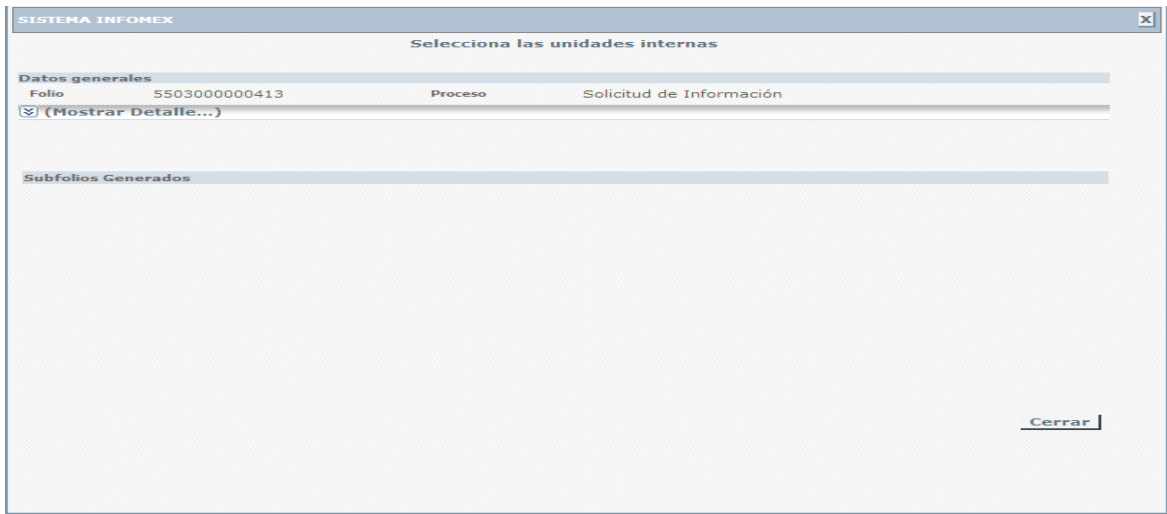 SISTEMA INFOMEX
Selecciona las unidades internas
Datos generales
Folio 5503000000413 Proceso Solicitud de Información
(Mostrar Detalle...)
Subfolios Generados
Cerrar